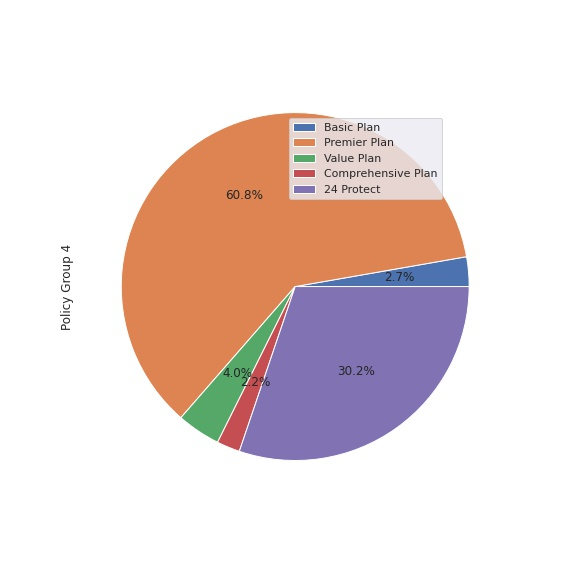 Basic Plan
Premier Plan
Value Plan
Comprehensive Plan
24 Protect
60.8%
2.7%
4.0%
2.2%
30.2%
Policy Group 4